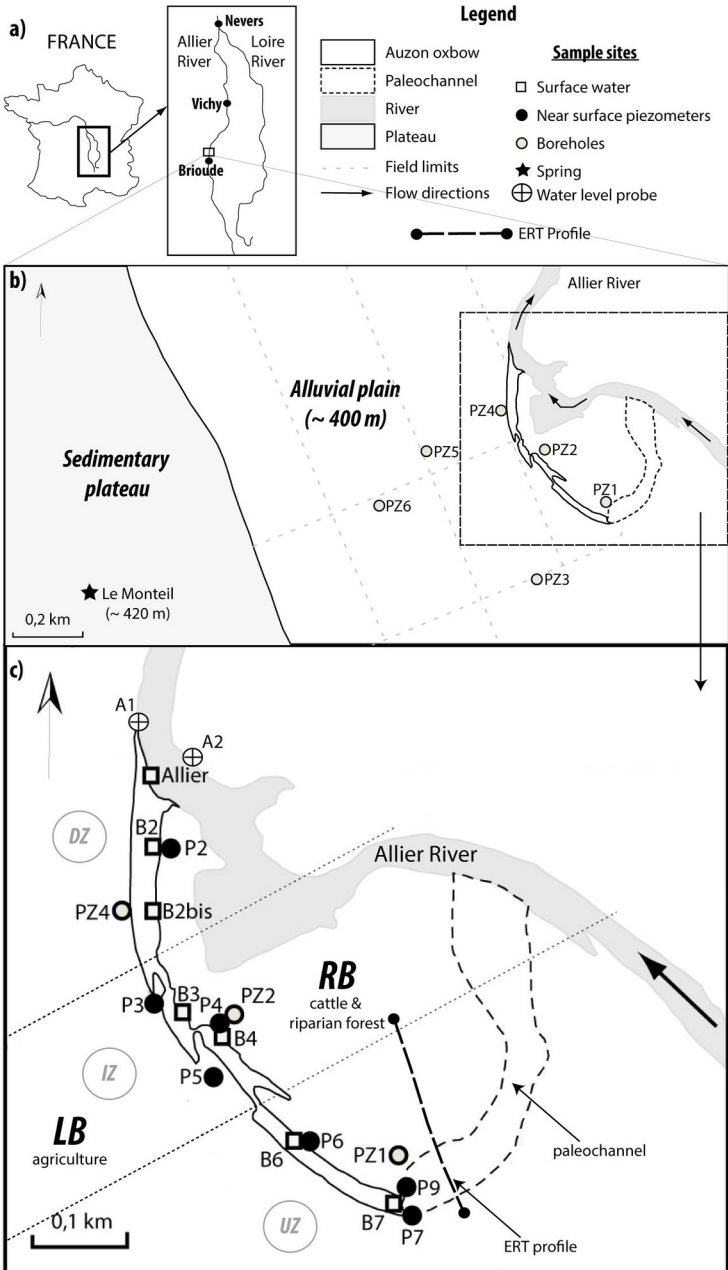 a)
FRANCE
Nevers
Allier
River
Loire
River
Vichy
Brioude
Legend
Auzon oxbow
Paleochannel
River
Plateau
Field limits
Flow directions
Sample sites
Surface water
Near surface piezometers
Boreholes
Spring
Water level probe
ERT Profile
b)
Allier River
Alluvial plain
(~ 400 m)
Sedimentary
plateau
PZ4
PZ5
PZ2
PZ6
PZ1
PZ3
Le Monteil
(~ 420 m)
0,2 km
c)
A1
A2
Allier
DZ
B2
P2
Allier River
PZ4
B2bis
RB
cattle &
riparian forest
P3
B3
P4
PZ2
B4
IZ
P5
LB
agriculture
B6
P6
PZ1
paleochannel
P9
B7
P7
UZ
0,1 km
ERT profile